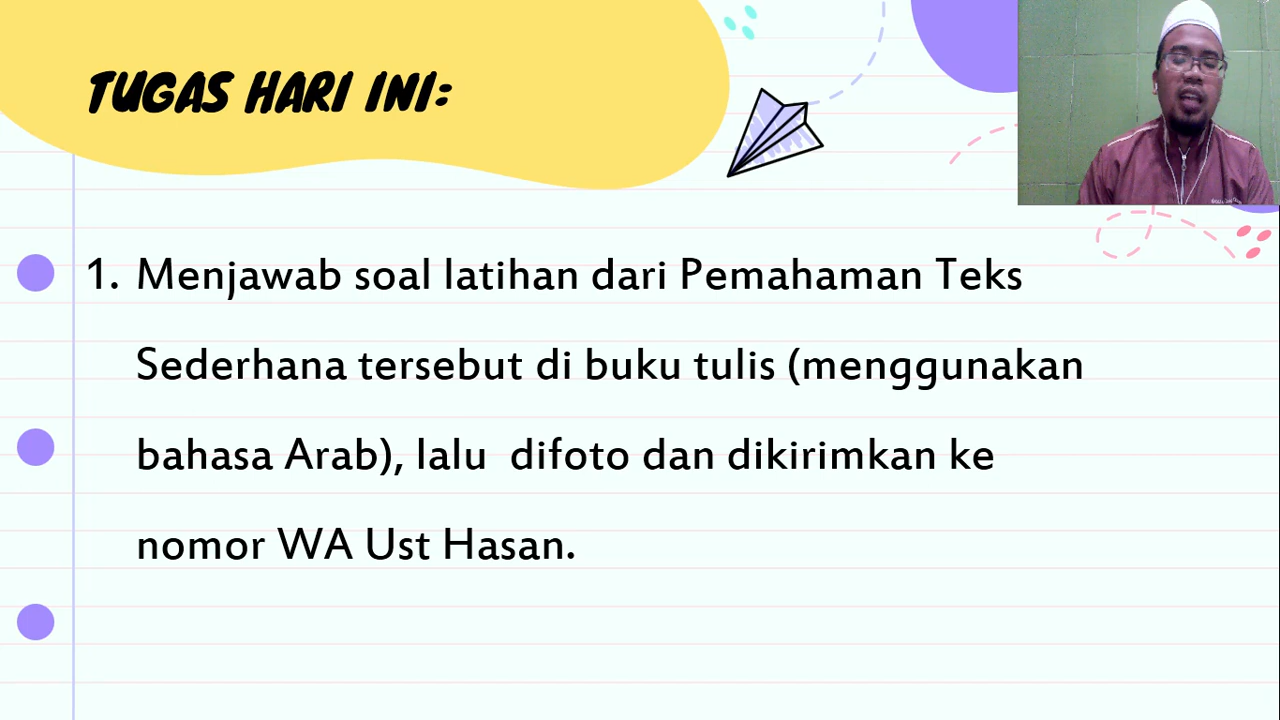 TUGAS HARI INI:
1. Menjawab soal latihan dari Pemahaman Teks
Sederhana tersebut di buku tulis (menggunakan
bahasa Arab), lalu difoto dan dikirimkan ke
nomor WA Ust Hasan.